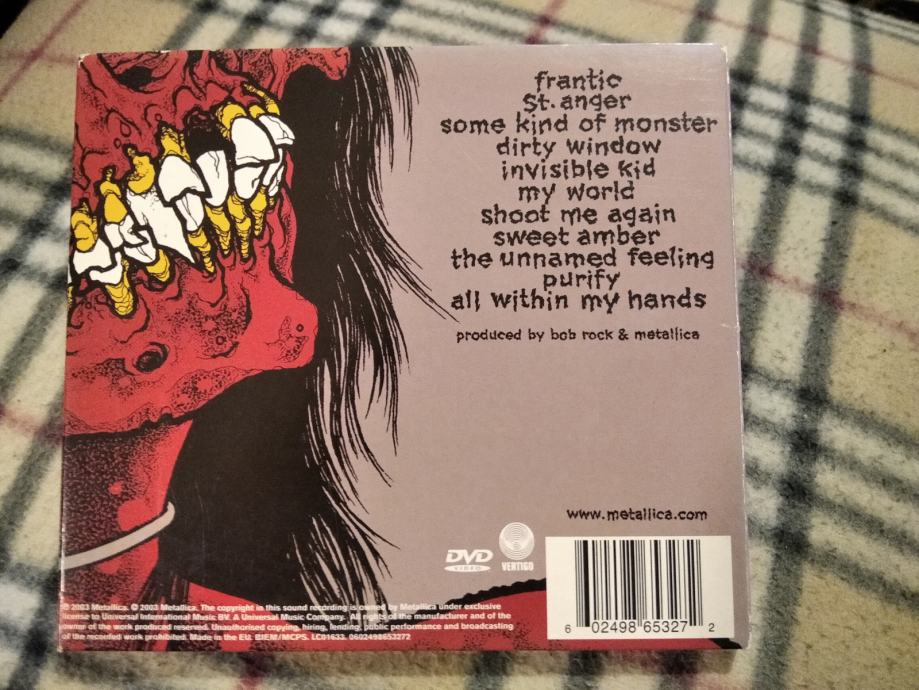 frantic
St. anger
some kind of monster
dirty window
invisible kid
my world
shoot me again
sweet amber
the unnamed feeling
purify
all within my hands
produced by bob rock & metallica
www.metallica.com
DVD
VIDEO
VERTIGO
℗ 2003 Metallica. © 2003 Metallica. The copyright in this sound recording is owned by Metallica under exclusive
license to Universal International Music BV. A Universal Music Company. All rights of the manufacturer and of the
owner of the work produced reserved. Unauthorised copying, hiring, lending, public performance and broadcasting
of the recorded work prohibited. Made in the EU. BIEM/MCPS. LC01633. 0602498653272
6 02498 65327 2